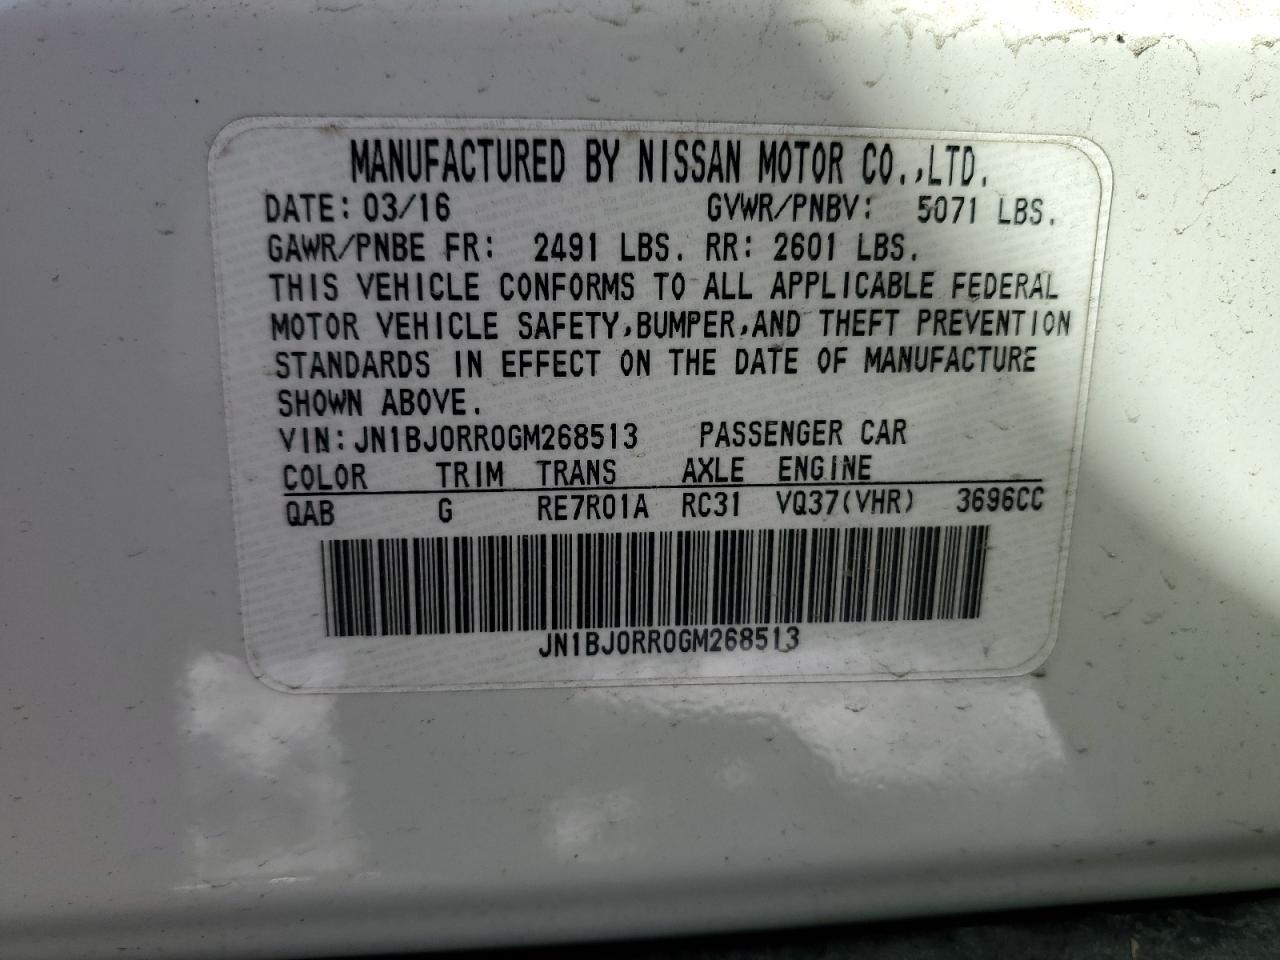 MANUFACTURED BY NISSAN MOTOR CO.,LTD.
DATE: 03/16 GVWR/PNBV: 5071 LBS.
GAWR/PNBE FR: 2491 LBS. RR: 2601 LBS.
THIS VEHICLE CONFORMS TO ALL APPLICABLE FEDERAL
MOTOR VEHICLE SAFETY,BUMPER,AND THEFT PREVENTION
STANDARDS IN EFFECT ON THE DATE OF MANUFACTURE
SHOWN ABOVE.
VIN: JN1BJ0RR0GM268513 PASSENGER CAR
COLOR TRIM TRANS AXLE ENGINE
QAB G RE7R01A RC31 VQ37(VHR) 3696CC
JN1BJ0RR0GM268513